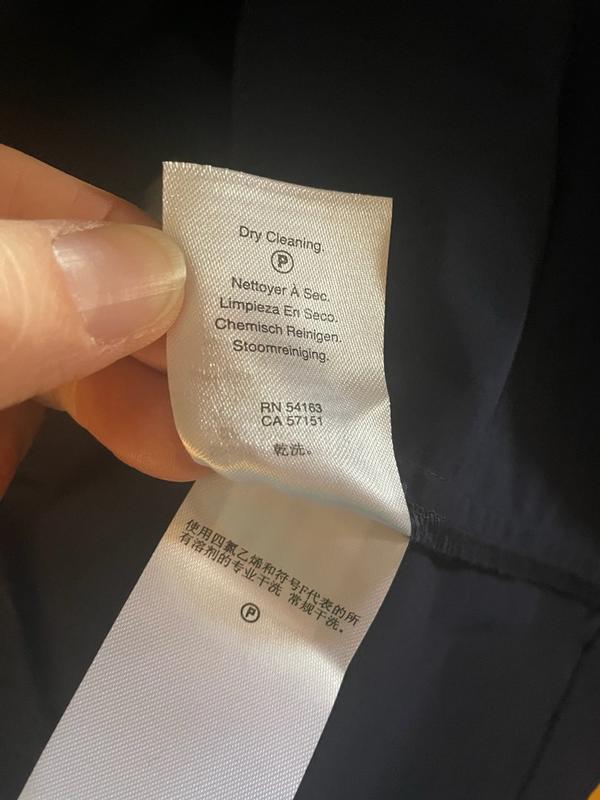 Dry Cleaning.
P
Nettoyer À Sec.
Limpieza En Seco.
Chemisch Reinigen.
Stoomreiniging.
RN 54163
CA 57151
乾洗。
使用四氯乙烯和符号F代表的所
有溶剂的专业干洗 常规干洗。
P